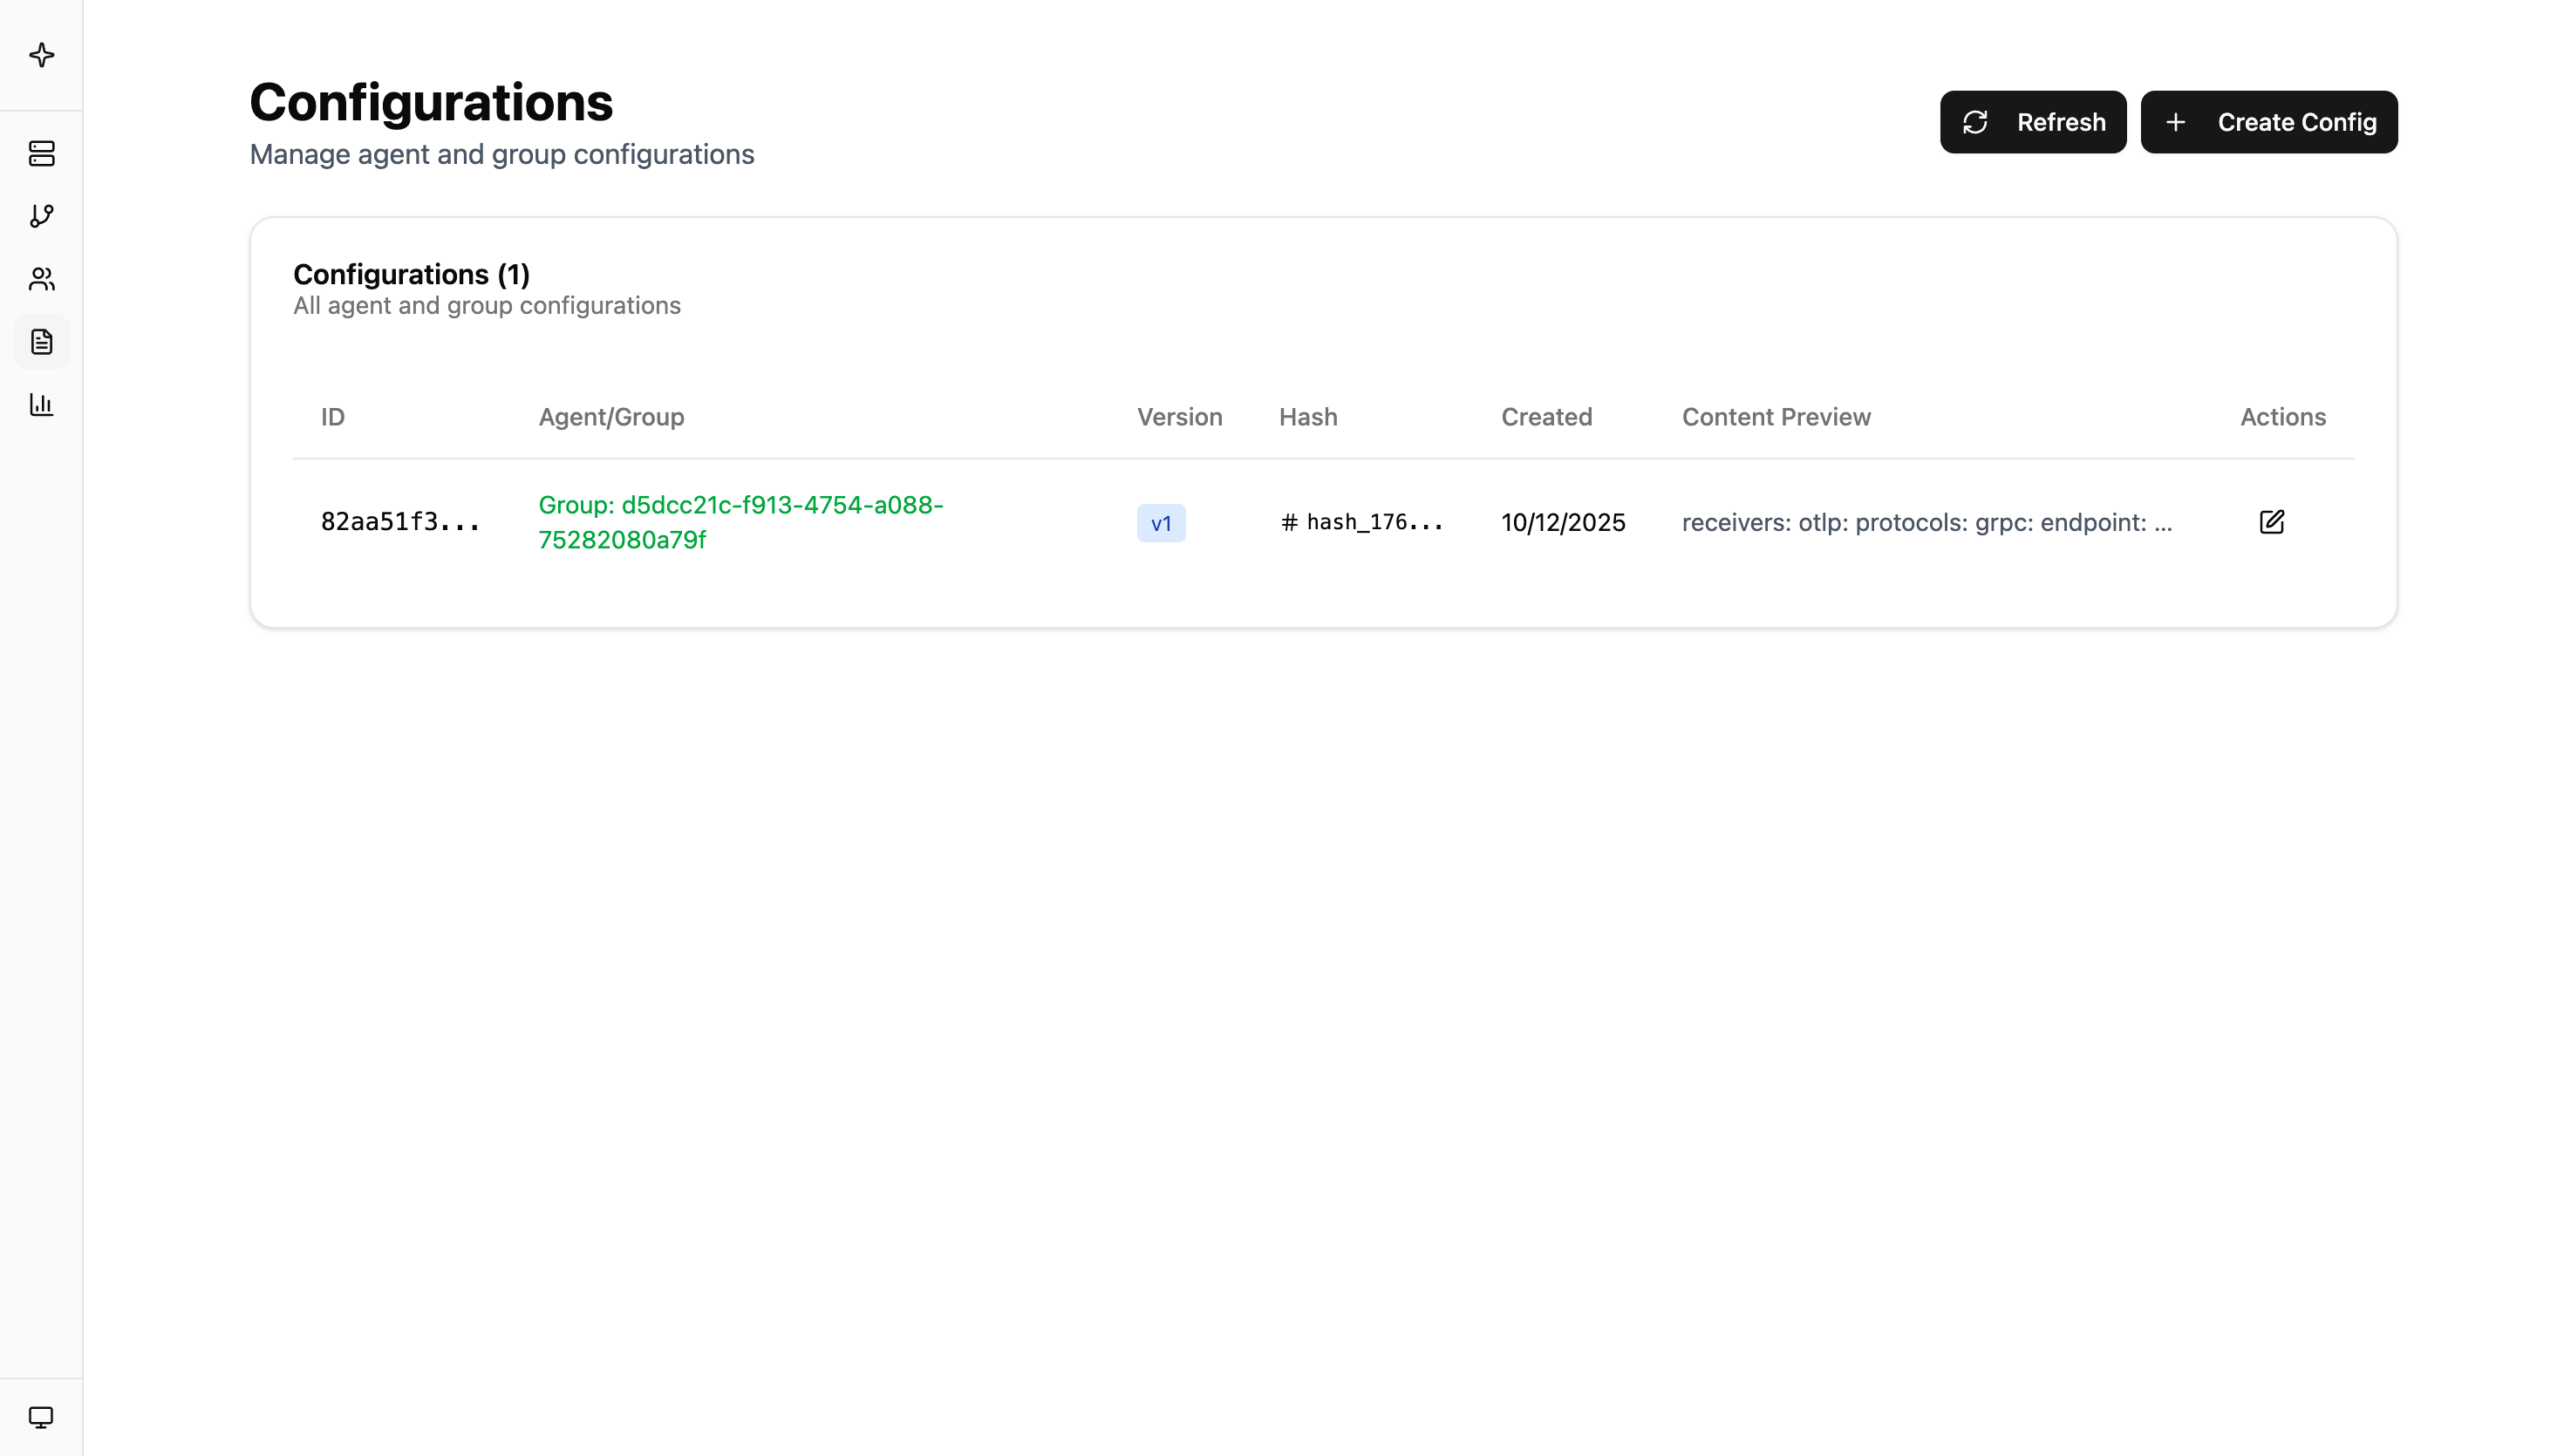 Configurations
Manage agent and group configurations
Refresh
Create Config
Configurations (1)
All agent and group configurations
ID Agent/Group Version Hash Created Content Preview Actions
82aa51f3... Group: d5dcc21c-f913-4754-a088- v1 # hash_176... 10/12/2025 receivers: otlp: protocols: grpc: endpoint: ...
75282080a79f